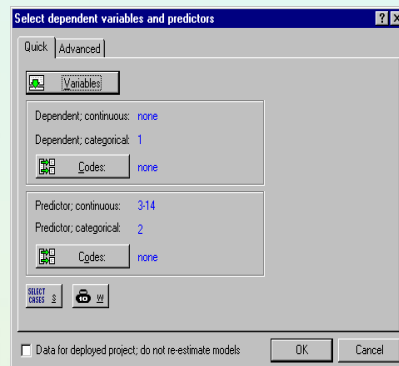 Select dependent variables and predictors
Quick Advanced
Variables
Dependent; continuous: none
Dependent; categorical: 1
Codes: none
Predictor; continuous: 3-14
Predictor; categorical: 2
Codes: none
SELECT CASES S W
Data for deployed project; do not re-estimate models OK Cancel